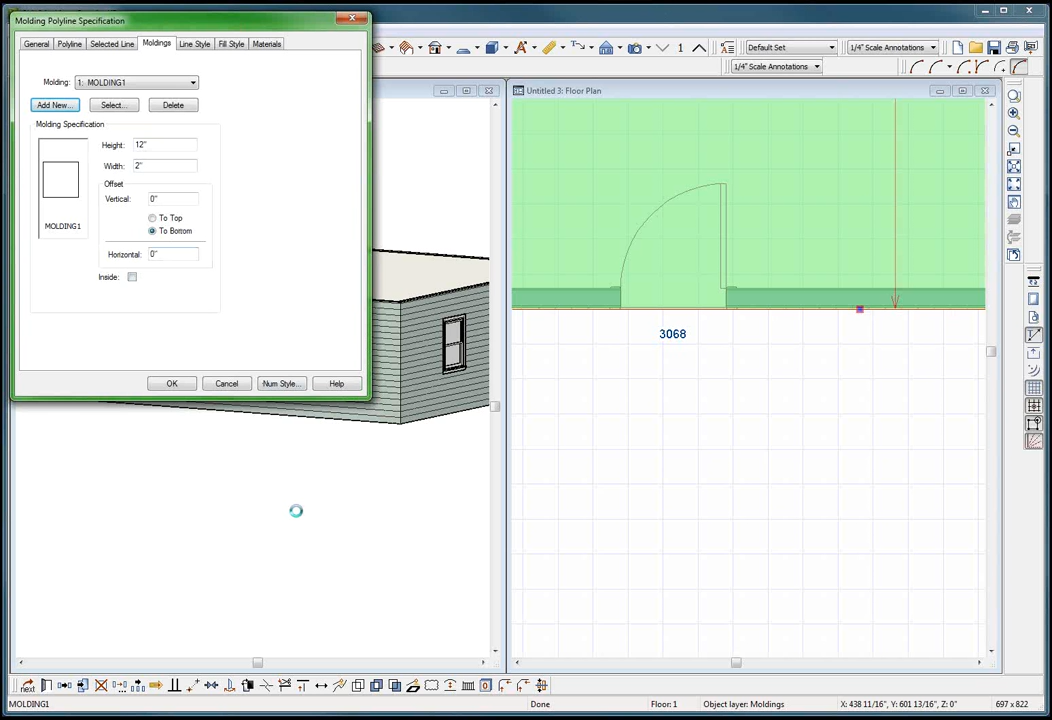 Molding Polyline Specification
General Polyline Selected Line Moldings Line Style Fill Style Materials
Molding: 1: MOLDING1
Add New... Select... Delete
Molding Specification
Height: 12"
Width: 2"
Offset
Vertical: 0"
To Top
To Bottom
MOLDING1
Horizontal: 0"
Inside:
OK Cancel Num Style... Help
1 Default Set 1/4" Scale Annotations
1/4" Scale Annotations
Untitled 3: Floor Plan
3068
next
MOLDING1 Done Floor: 1 Object layer: Moldings X: 438 11/16", Y: 601 13/16", Z: 0" 697 x 822